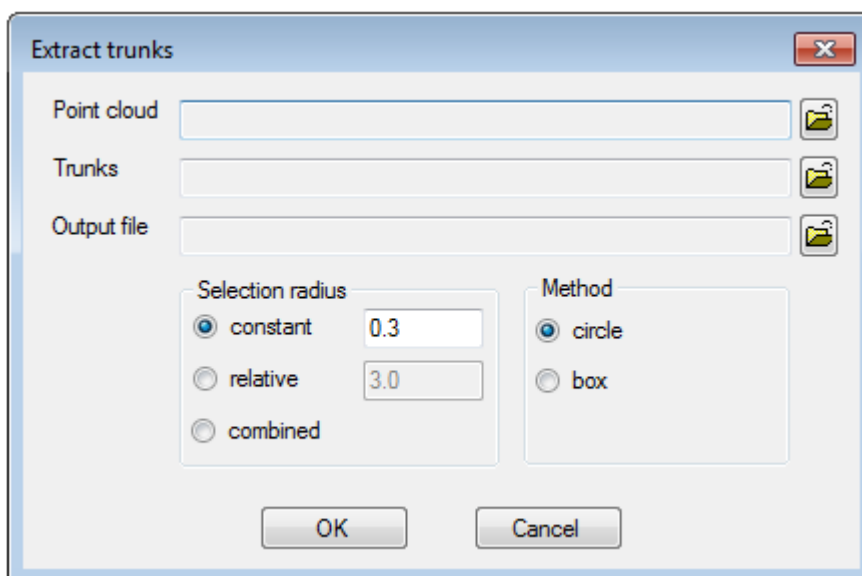 Extract trunks
Point cloud
Trunks
Output file
Selection radius
constant 0.3
relative 3.0
combined
Method
circle
box
OK Cancel